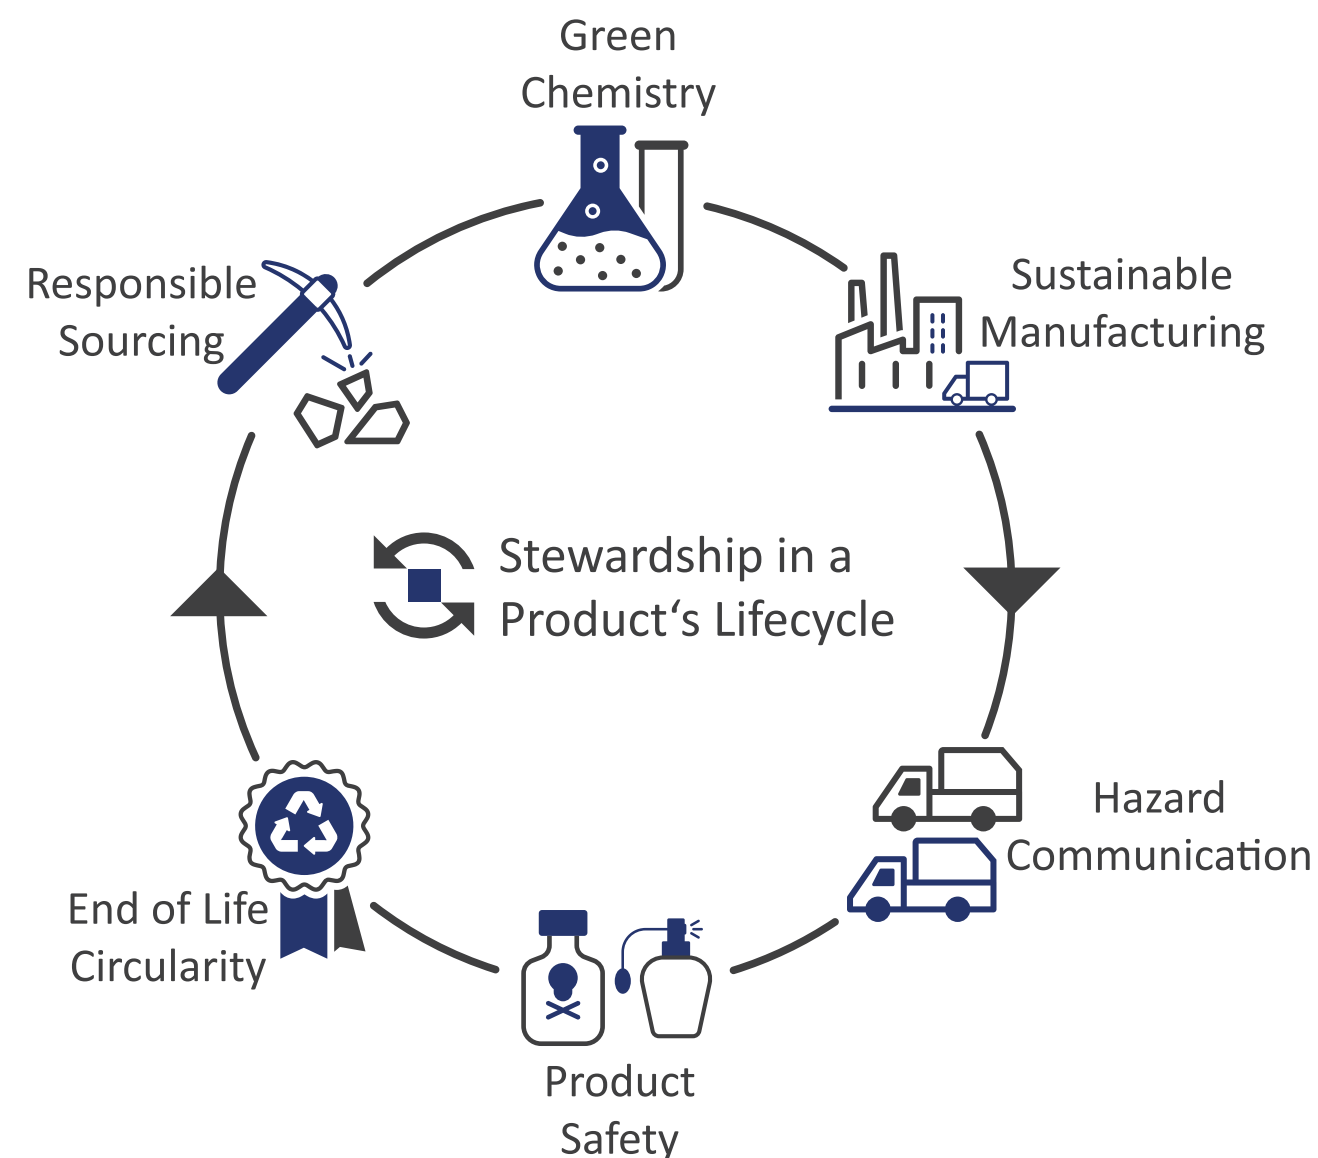 Green
Chemistry
Responsible
Sourcing
Sustainable
Manufacturing
Stewardship in a
Product‘s Lifecycle
Hazard
Communication
End of Life
Circularity
Product
Safety